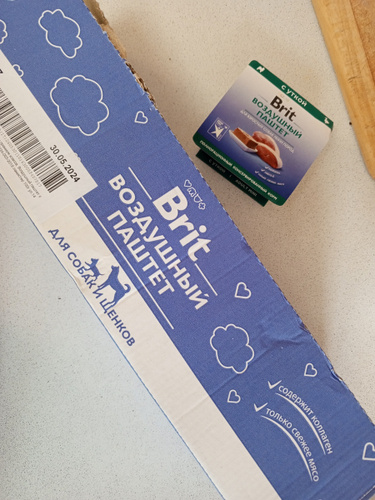 30.05.2024
Brit
ВОЗДУШНЫЙ
ПАШТЕТ
ДЛЯ СОБАК И ЩЕНКОВ
содержит коллаген
только свежее мясо
С УТКОЙ
Brit
ВОЗДУШНЫЙ
ПАШТЕТ